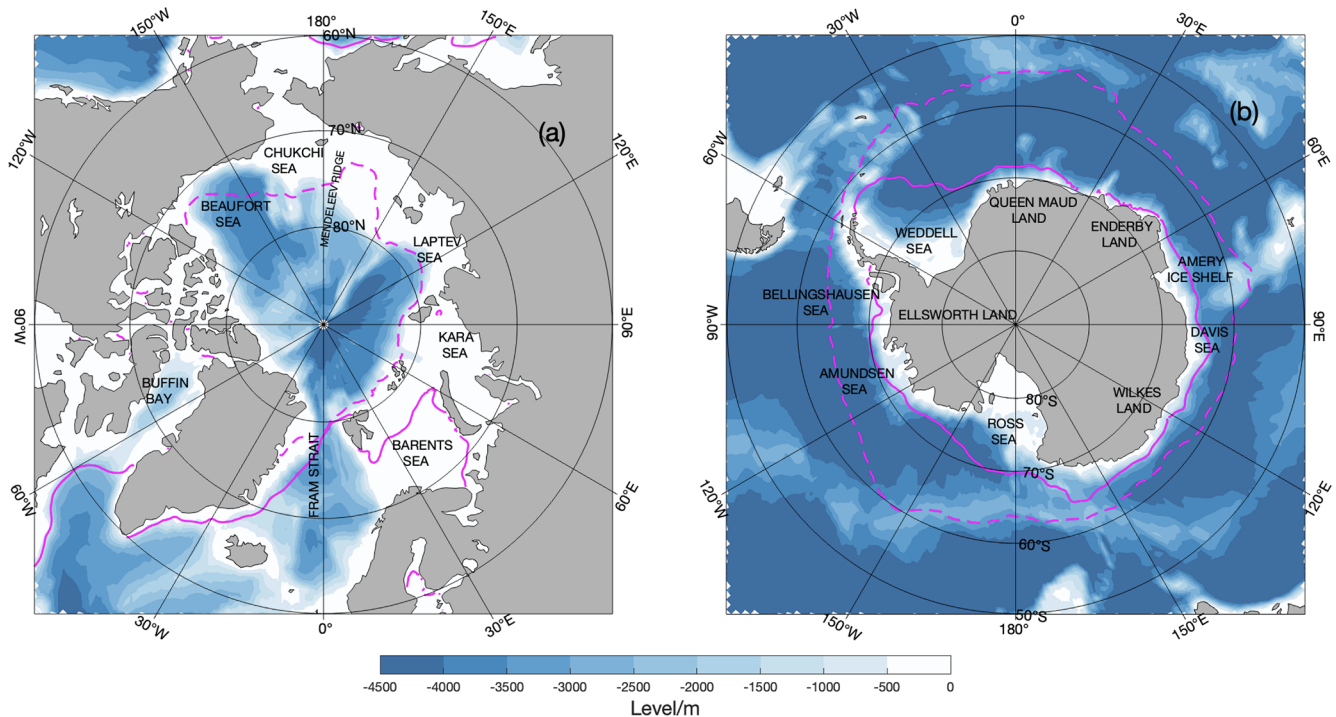 150°W
180°
150°E
60°N
120°W
(a)
70°N
120°E
CHUKCHI
SEA
MENDELEEV RIDGE
BEAUFORT
SEA
80°N
LAPTEV
SEA
90°W
90°E
KARA
SEA
BUFFIN
BAY
BARENTS
SEA
FRAM STRAIT
60°W
60°E
30°W
0°
30°E
30°W
0°
30°E
(b)
60°W
60°E
QUEEN MAUD
LAND
WEDDELL
SEA
ENDERBY
LAND
AMERY
ICE SHELF
BELLINGSHAUSEN
SEA
ELLSWORTH LAND
90°W
90°E
DAVIS
SEA
AMUNDSEN
SEA
WILKES
LAND
80°S
ROSS
SEA
70°S
120°W
120°E
60°S
50°S
150°W
180°
150°E
-4500
-4000
-3500
-3000
-2500
-2000
-1500
-1000
-500
0
Level/m